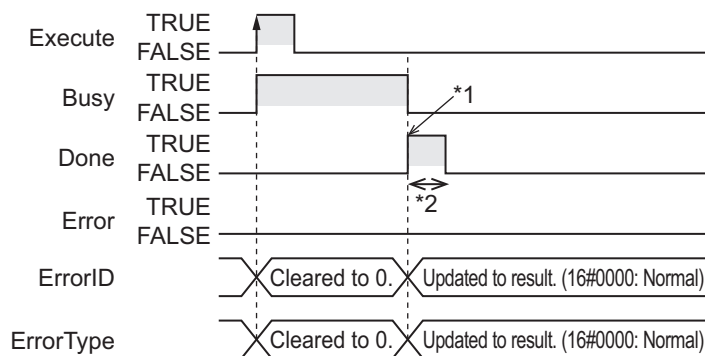 Execute TRUE
FALSE
Busy TRUE
FALSE
*1
Done TRUE
FALSE
*2
Error TRUE
FALSE
ErrorID Cleared to 0. Updated to result. (16#0000: Normal)
ErrorType Cleared to 0. Updated to result. (16#0000: Normal)